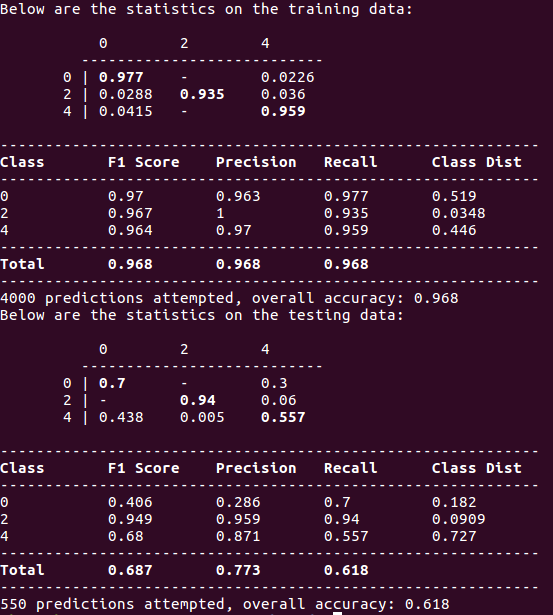 Below are the statistics on the training data:
0 2 4
---------------------------
0 | 0.977 - 0.0226
2 | 0.0288 0.935 0.036
4 | 0.0415 - 0.959
------------------------------------------------------------
Class F1 Score Precision Recall Class Dist
------------------------------------------------------------
0 0.97 0.963 0.977 0.519
2 0.967 1 0.935 0.0348
4 0.964 0.97 0.959 0.446
------------------------------------------------------------
Total 0.968 0.968 0.968
------------------------------------------------------------
4000 predictions attempted, overall accuracy: 0.968
Below are the statistics on the testing data:
0 2 4
---------------------------
0 | 0.7 - 0.3
2 | - 0.94 0.06
4 | 0.438 0.005 0.557
------------------------------------------------------------
Class F1 Score Precision Recall Class Dist
------------------------------------------------------------
0 0.406 0.286 0.7 0.182
2 0.949 0.959 0.94 0.0909
4 0.68 0.871 0.557 0.727
------------------------------------------------------------
Total 0.687 0.773 0.618
------------------------------------------------------------
550 predictions attempted, overall accuracy: 0.618